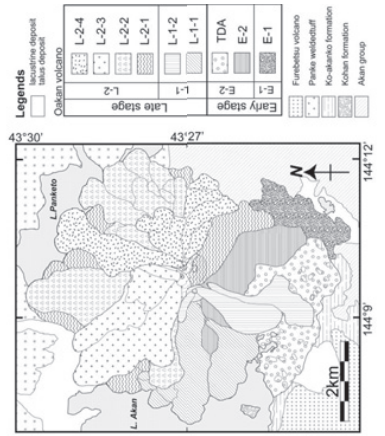 Legends
lacustrine deposit
talus deposit
Oakan volcano
L-2-4
L-2-3
L-2-2
L-2-1
L-1-2
L-1-1
TDA
E-2
E-1
L-2
L-1
E-2
E-1
Late stage
Early stage
Furebetsu volcano
Panke weldedtuff
Ko-akanko formation
Kohan formation
Akan group
43°30'
43°27'
144°12'
144°9'
L.Panketo
L. Akan
N
2km